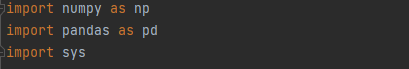 import numpy as np
import pandas as pd
import sys